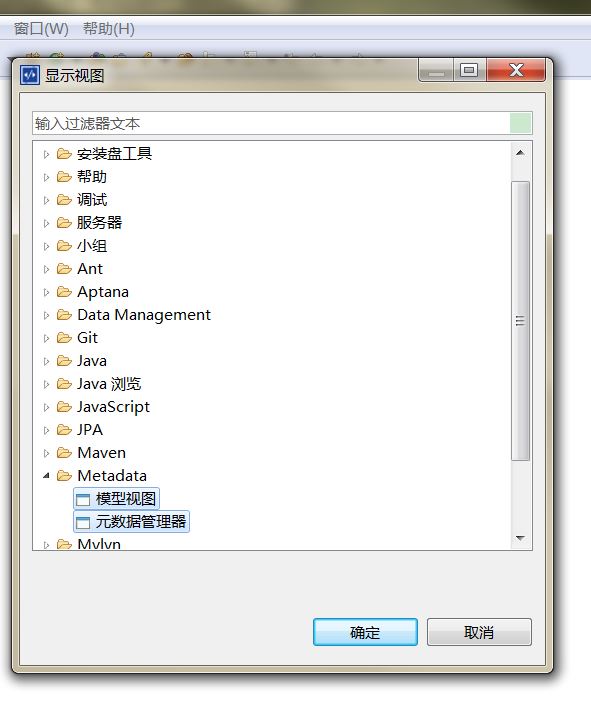 窗口(W) 帮助(H)
显示视图
输入过滤器文本
安装盘工具
帮助
调试
服务器
小组
Ant
Aptana
Data Management
Git
Java
Java 浏览
JavaScript
JPA
Maven
Metadata
模型视图
元数据管理器
Mylyn
确定
取消